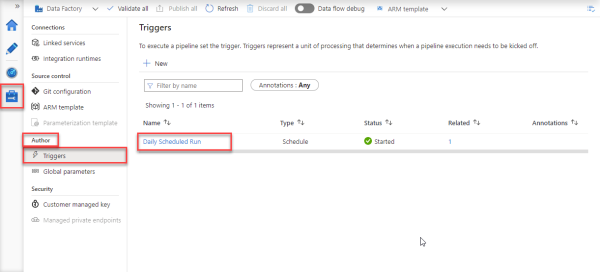 »
Data Factory
Validate all
Publish all
Refresh
Discard all
Data flow debug
ARM template
Connections
Linked services
Integration runtimes
Source control
Git configuration
ARM template
Parameterization template
Author
Triggers
Global parameters
Security
Customer managed key
Managed private endpoints
Triggers
To execute a pipeline set the trigger. Triggers represent a unit of processing that determines when a pipeline execution needs to be kicked off.
+ New
Filter by name
Annotations : Any
Showing 1 - 1 of 1 items
Name ↑↓ Type ↑↓ Status ↑↓ Related ↑↓ Annotations ↑↓
Daily Scheduled Run Schedule Started 1